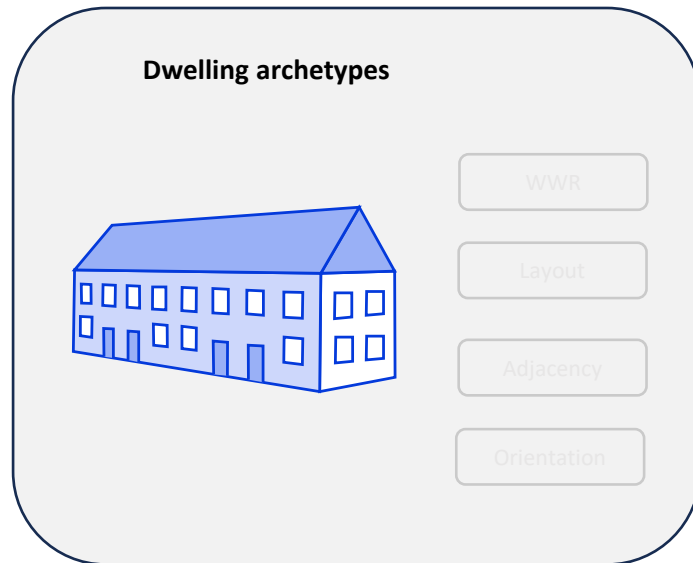 Dwelling archetypes
WWR
Layout
Adjacency
Orientation